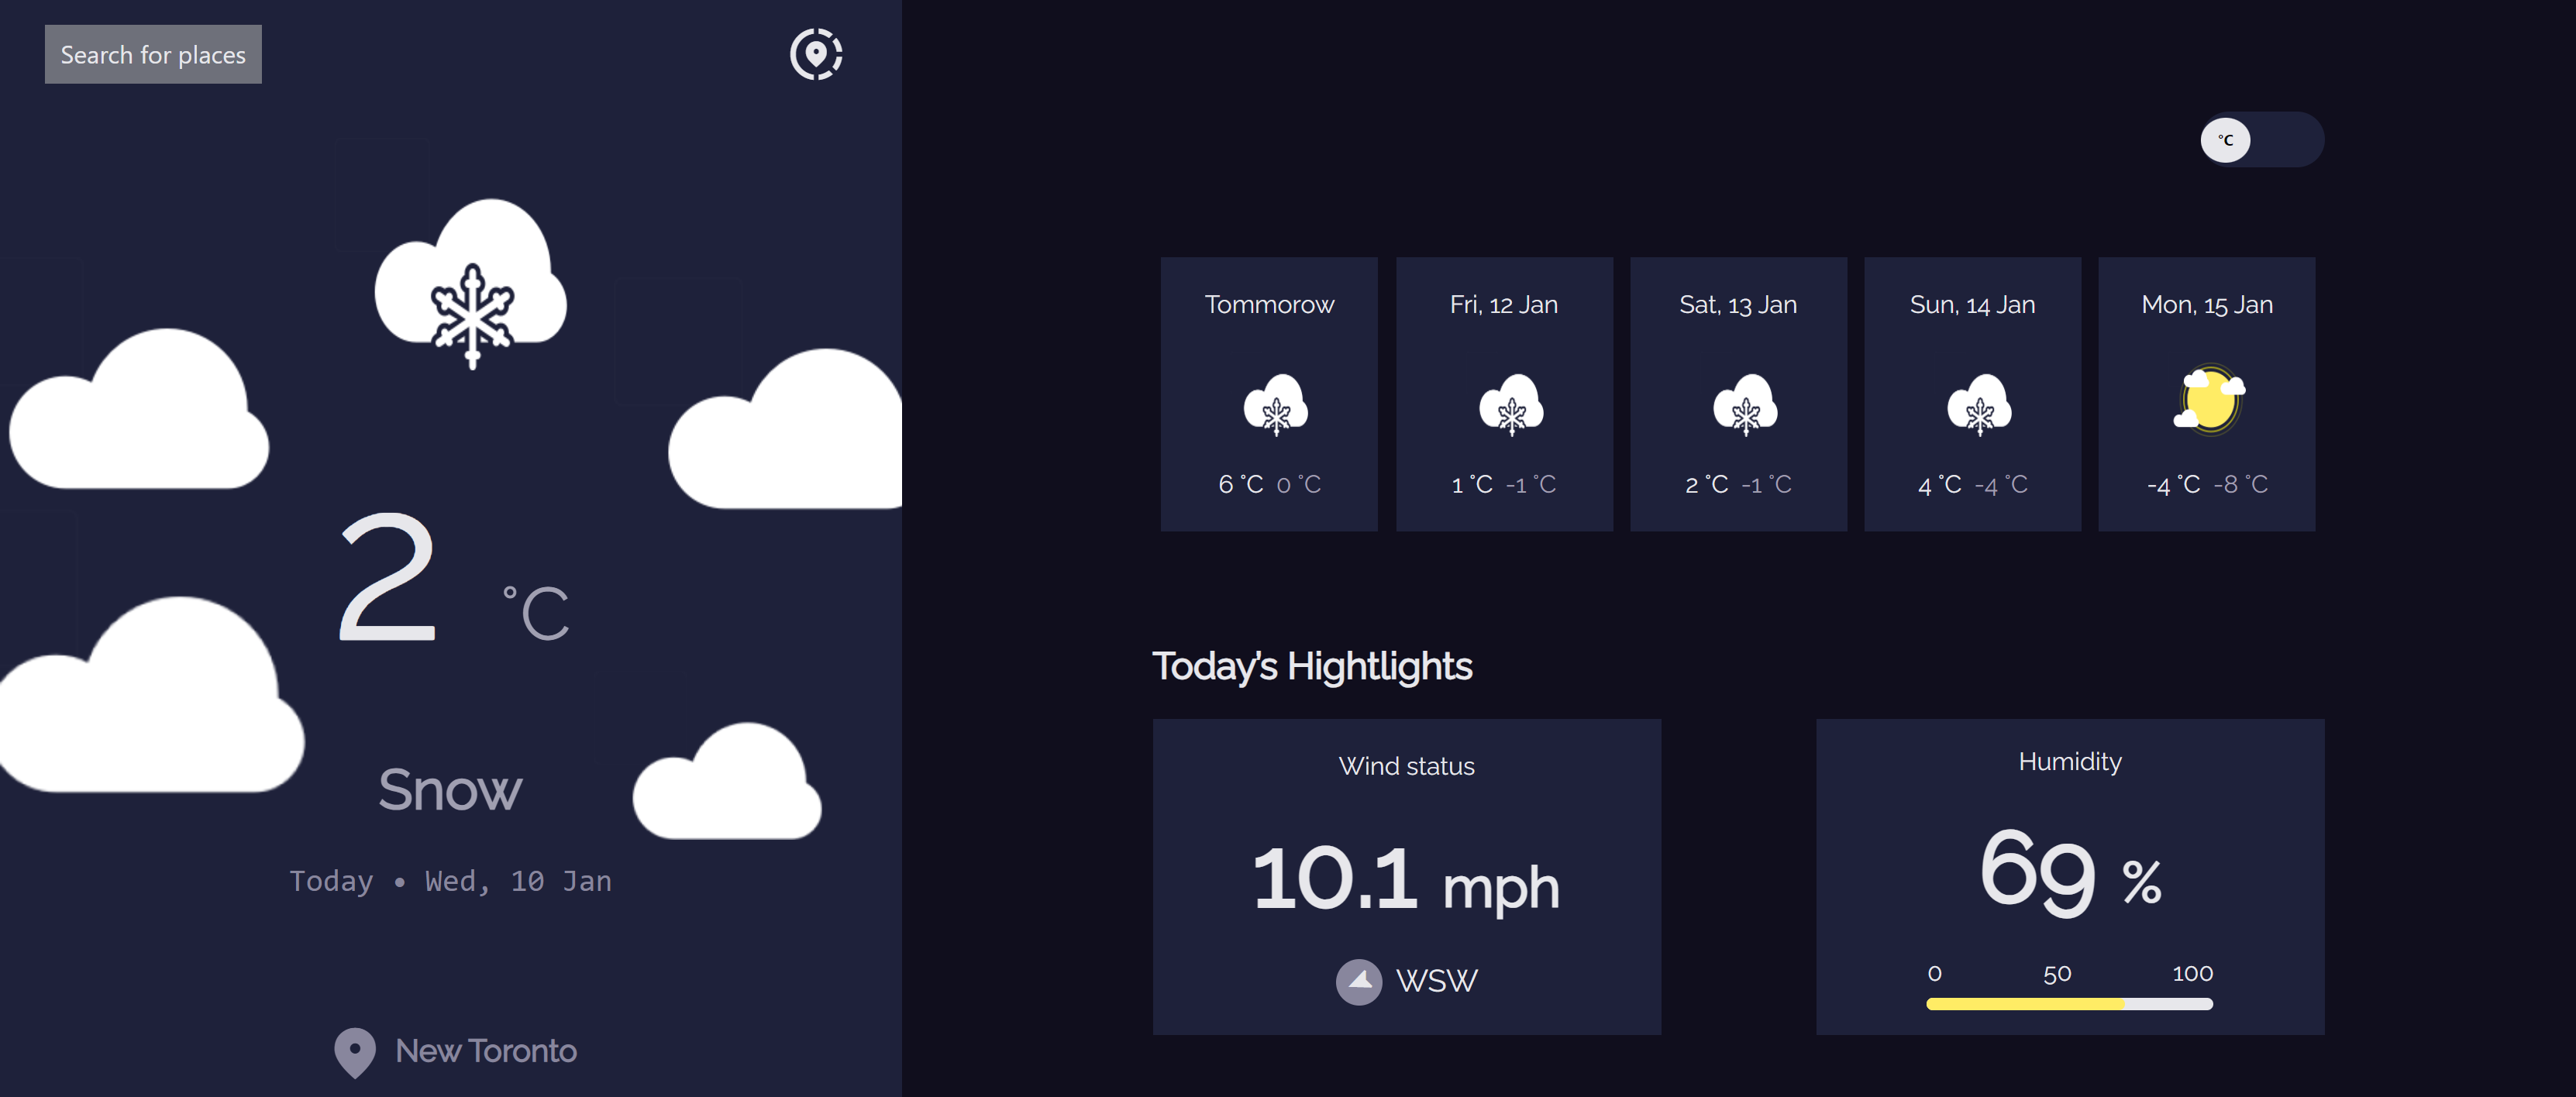 Search for places
2 °C
Snow
Today • Wed, 10 Jan
New Toronto
°C
Tommorow
6 °C 0 °C
Fri, 12 Jan
1 °C -1 °C
Sat, 13 Jan
2 °C -1 °C
Sun, 14 Jan
4 °C -4 °C
Mon, 15 Jan
-4 °C -8 °C
Today's Hightlights
Wind status
10.1 mph
WSW
Humidity
69 %
0 50 100